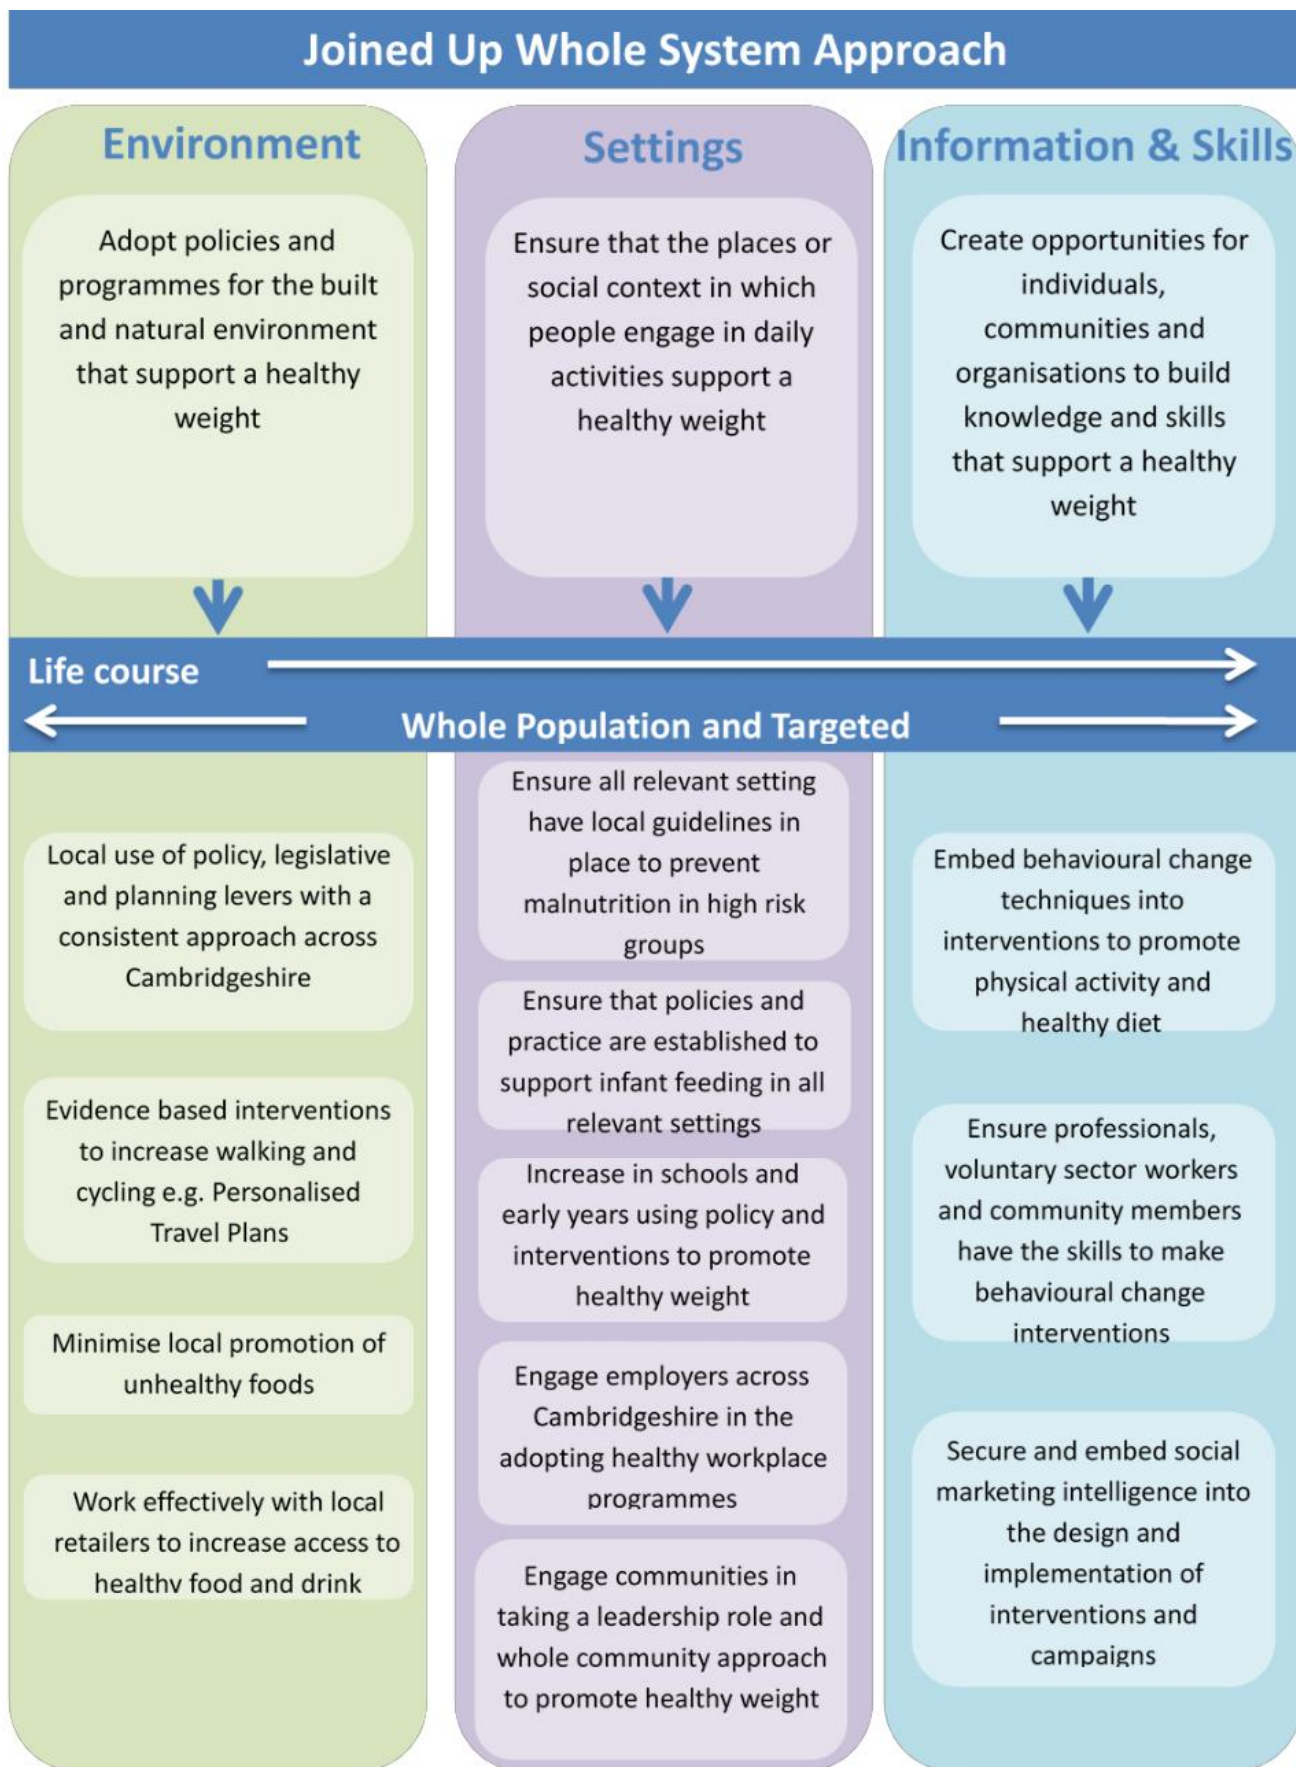 Joined Up Whole System Approach
Environment
Adopt policies and
programmes for the built
and natural environment
that support a healthy
weight
Settings
Ensure that the places or
social context in which
people engage in daily
activities support a
healthy weight
Information & Skills
Create opportunities for
individuals,
communities and
organisations to build
knowledge and skills
that support a healthy
weight
Life course
Whole Population and Targeted
Local use of policy, legislative
and planning levers with a
consistent approach across
Cambridgeshire
Evidence based interventions
to increase walking and
cycling e.g. Personalised
Travel Plans
Minimise local promotion of
unhealthy foods
Work effectively with local
retailers to increase access to
healthy food and drink
Ensure all relevant setting
have local guidelines in
place to prevent
malnutrition in high risk
groups
Ensure that policies and
practice are established to
support infant feeding in all
relevant settings
Increase in schools and
early years using policy and
interventions to promote
healthy weight
Engage employers across
Cambridgeshire in the
adopting healthy workplace
programmes
Engage communities in
taking a leadership role and
whole community approach
to promote healthy weight
Embed behavioural change
techniques into
interventions to promote
physical activity and
healthy diet
Ensure professionals,
voluntary sector workers
and community members
have the skills to make
behavioural change
interventions
Secure and embed social
marketing intelligence into
the design and
implementation of
interventions and
campaigns